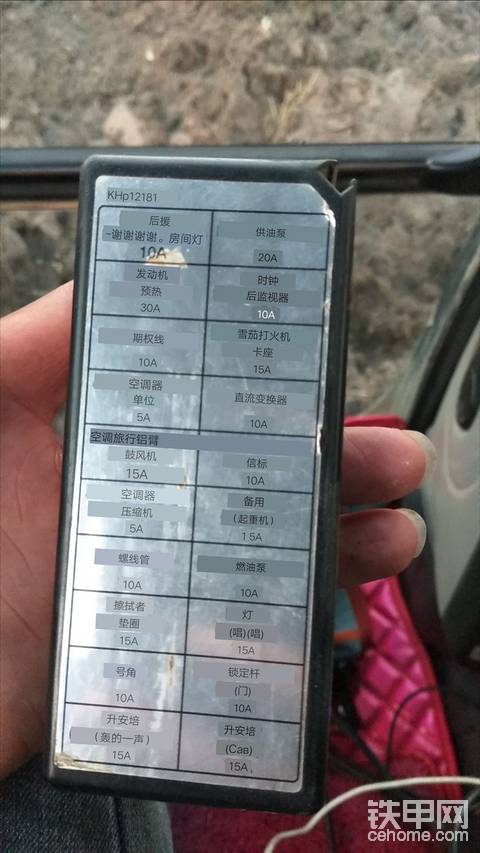 KHp12181
后援
-谢谢谢谢。房间灯
10A
供油泵
20A
发动机
预热
30A
时钟
后监视器
10A
期权线
10A
雪茄打火机
卡座
15A
空调器
单位
5A
直流变换器
10A
空调旅行铝臂
鼓风机
15A
信标
10A
空调器
压缩机
5A
备用
(起重机)
15A
螺线管
10A
燃油泵
10A
擦拭者
垫圈
15A
灯
(唱)(唱)
15A
号角
10A
锁定杆
(门)
10A
升安培
(轰的一声)
15A
升安培
(Caв)
15A.
铁甲网
cehome.com